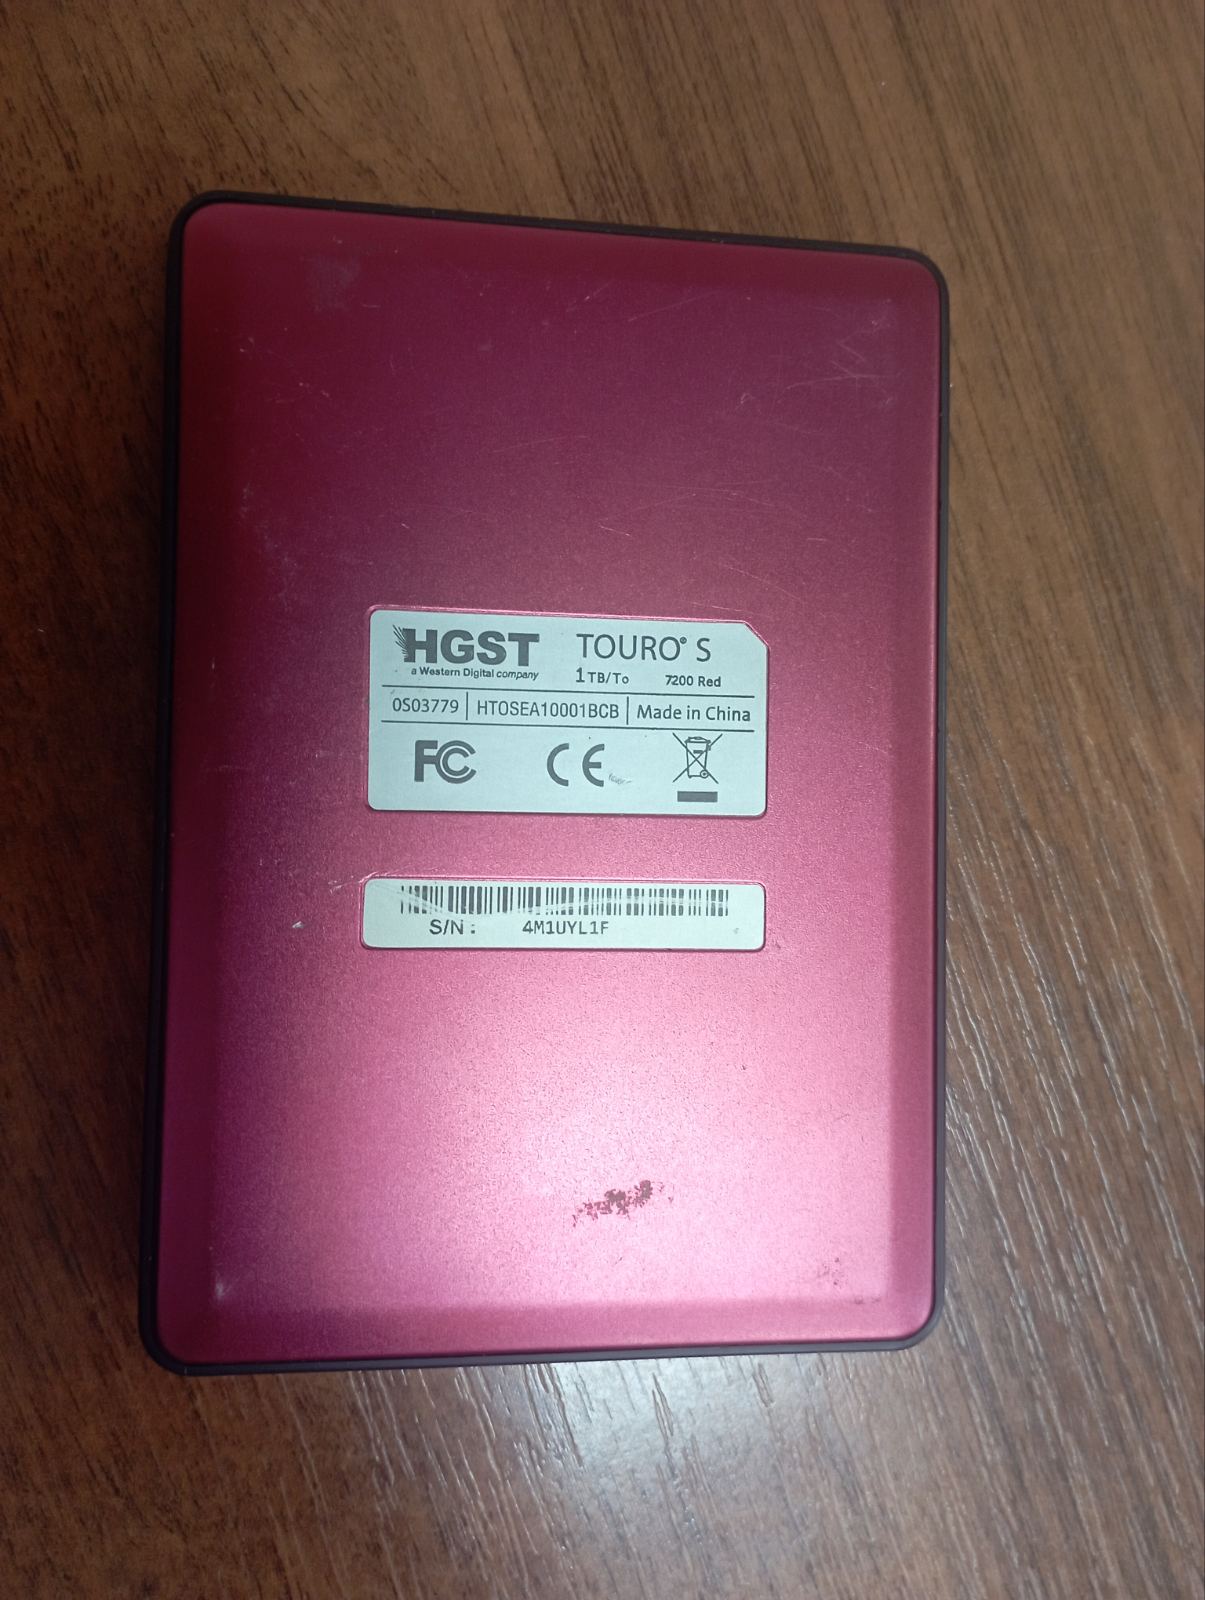 HGST TOURO® S
a Western Digital company 1TB/To 7200 Red
0S03779 HTOSEA10001BCB Made in China
FC CE
S/N: 4M1UYL1F